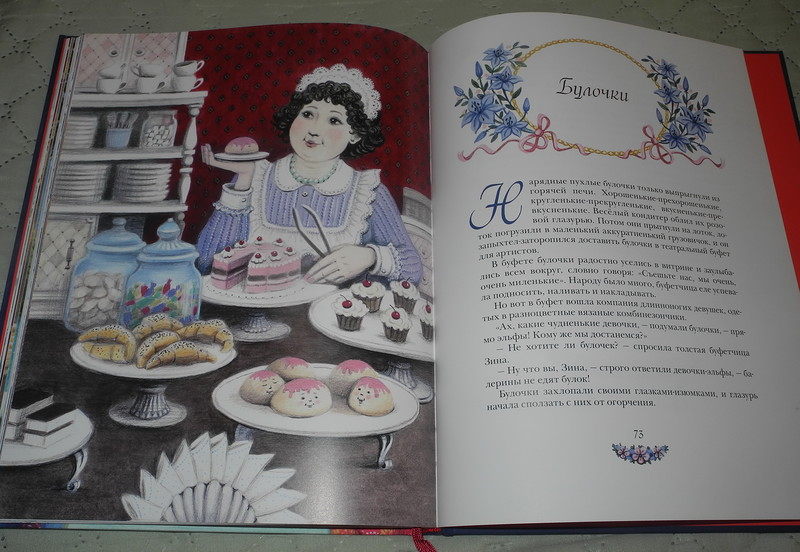 Булочки
Нарядные пухлые булочки только выпрыгнули из
горячей печи. Хорошенькие-прехорошенькие,
кругленькие-прекругленькие, вкусненькие-пре-
вкусненькие. Весёлый кондитер облил их розо-
вой глазурью. Потом они прыгнули на лоток, ло-
ток погрузили в маленький аккуратненький грузовичок, и он
запыхтел-заторопился доставить булочки в театральный буфет
для артистов.
В буфете булочки радостно уселись в витрине и заулыба-
лись всем вокруг, словно говоря: «Съешьте нас, мы очень,
очень миленькие». Народу было много, буфетчица еле успева-
ла подносить, наливать и накладывать.
Но вот в буфет вошла компания длинноногих девушек, оде-
тых в разноцветные вязаные комбинезончики.
«Ах, какие чудненькие девочки, – подумали булочки, – пря-
мо эльфы! Кому же мы достанемся?»
– Не хотите ли булочек? – спросила толстая буфетчица
Зина.
– Ну что вы, Зина, – строго ответили девочки-эльфы, – ба-
лерины не едят булок!
Булочки захлопали своими глазками-изюмками, и глазурь
начала сползать с них от огорчения.
75